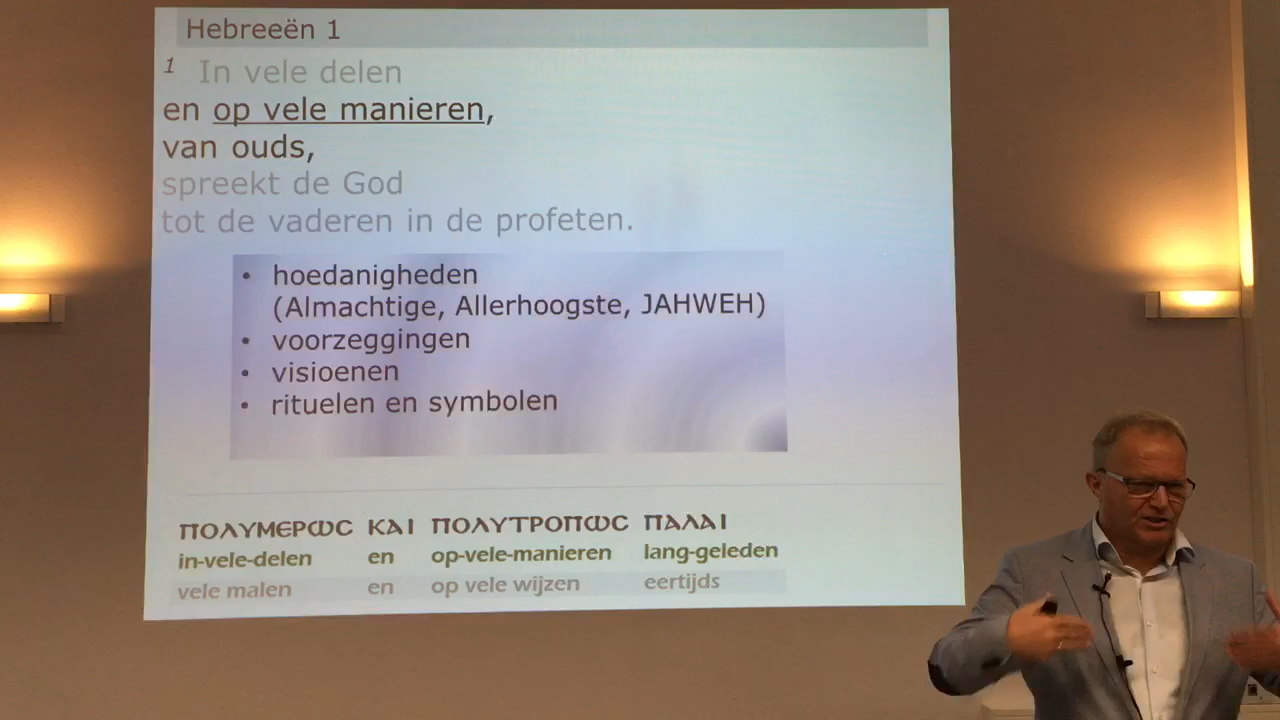 Hebreeën 1
1 In vele delen
en op vele manieren,
van ouds,
spreekt de God
tot de vaderen in de profeten.
• hoedanigheden
(Almachtige, Allerhoogste, JAHWEH)
• voorzeggingen
• visioenen
• rituelen en symbolen
ΠΟΛΥΜΕΡΩϹ ΚΑΙ ΠΟΛΥΤΡΟΠΩϹ ΠΑΛΑΙ
in-vele-delen en op-vele-manieren lang-geleden
vele malen en op vele wijzen eertijds